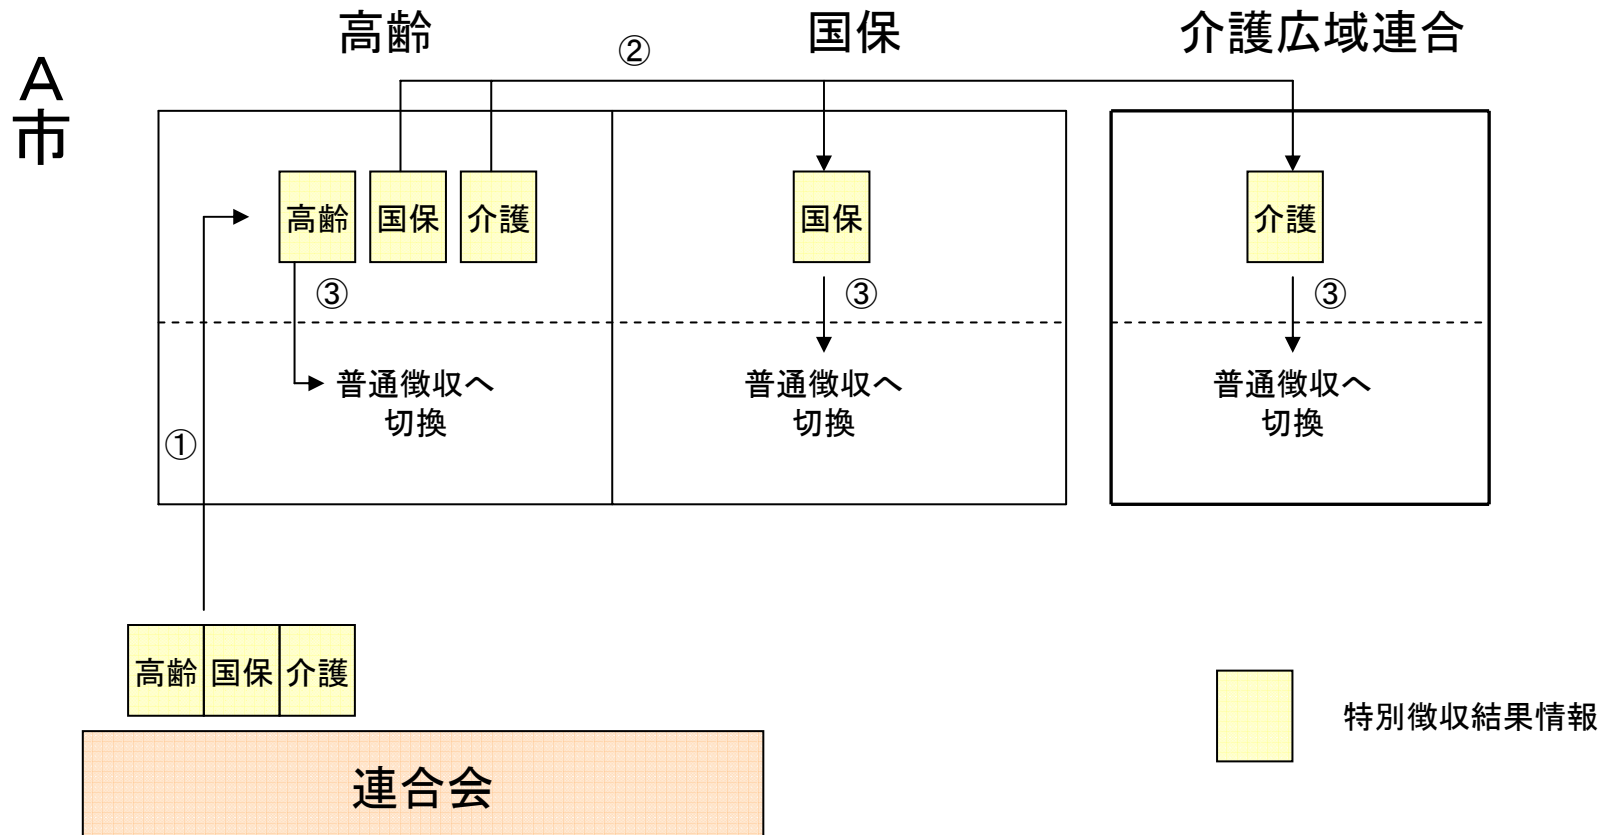 高齢
国保
介護広域連合
A
市
②
高齢
国保
介護
国保
介護
③
③
③
普通徴収へ
切換
普通徴収へ
切換
普通徴収へ
切換
①
高齢
国保
介護
特別徴収結果情報
連合会